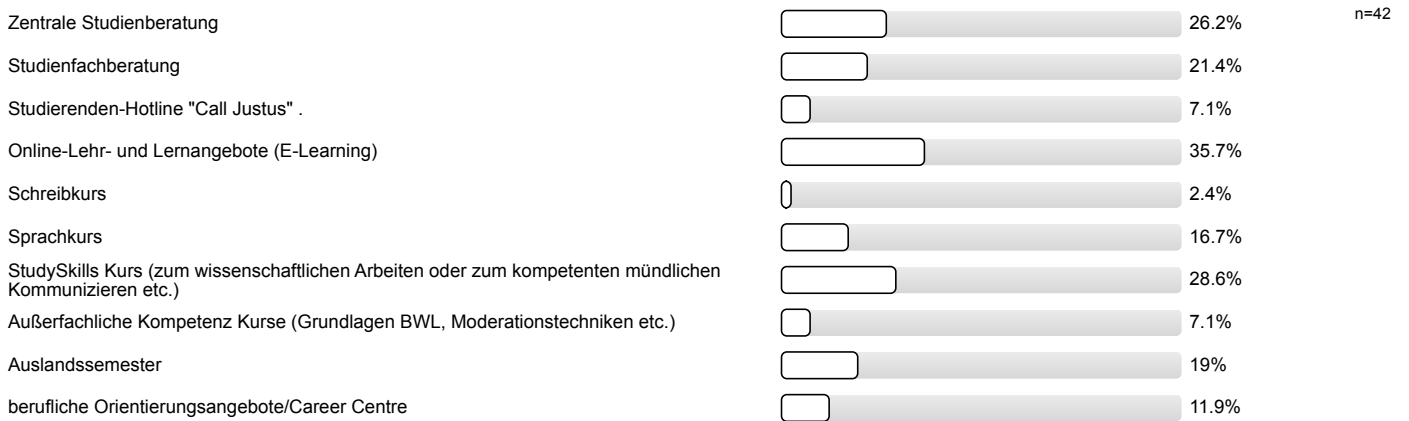 Zentrale Studienberatung 26.2% n=42
Studienfachberatung 21.4%
Studierenden-Hotline "Call Justus" . 7.1%
Online-Lehr- und Lernangebote (E-Learning) 35.7%
Schreibkurs 2.4%
Sprachkurs 16.7%
StudySkills Kurs (zum wissenschaftlichen Arbeiten oder zum kompetenten mündlichen
Kommunizieren etc.) 28.6%
Außerfachliche Kompetenz Kurse (Grundlagen BWL, Moderationstechniken etc.) 7.1%
Auslandssemester 19%
berufliche Orientierungsangebote/Career Centre 11.9%